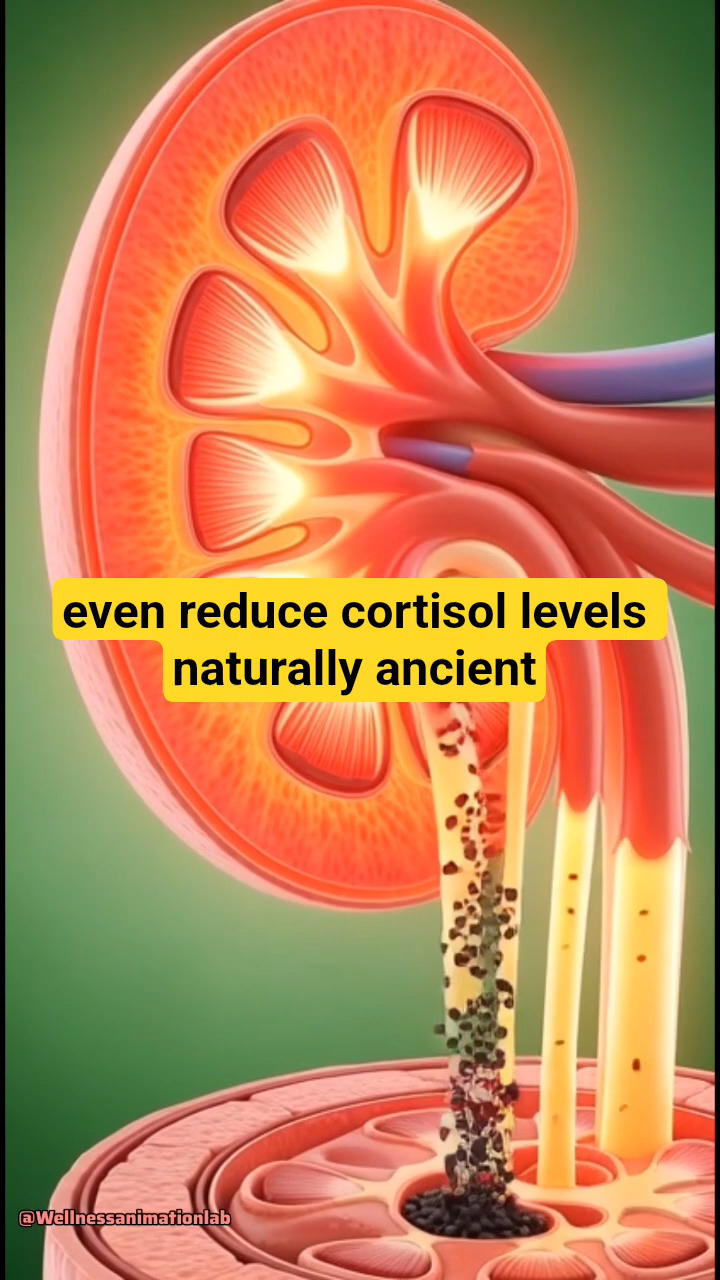 even reduce cortisol levels
naturally ancient
@Wellnessanimationlab